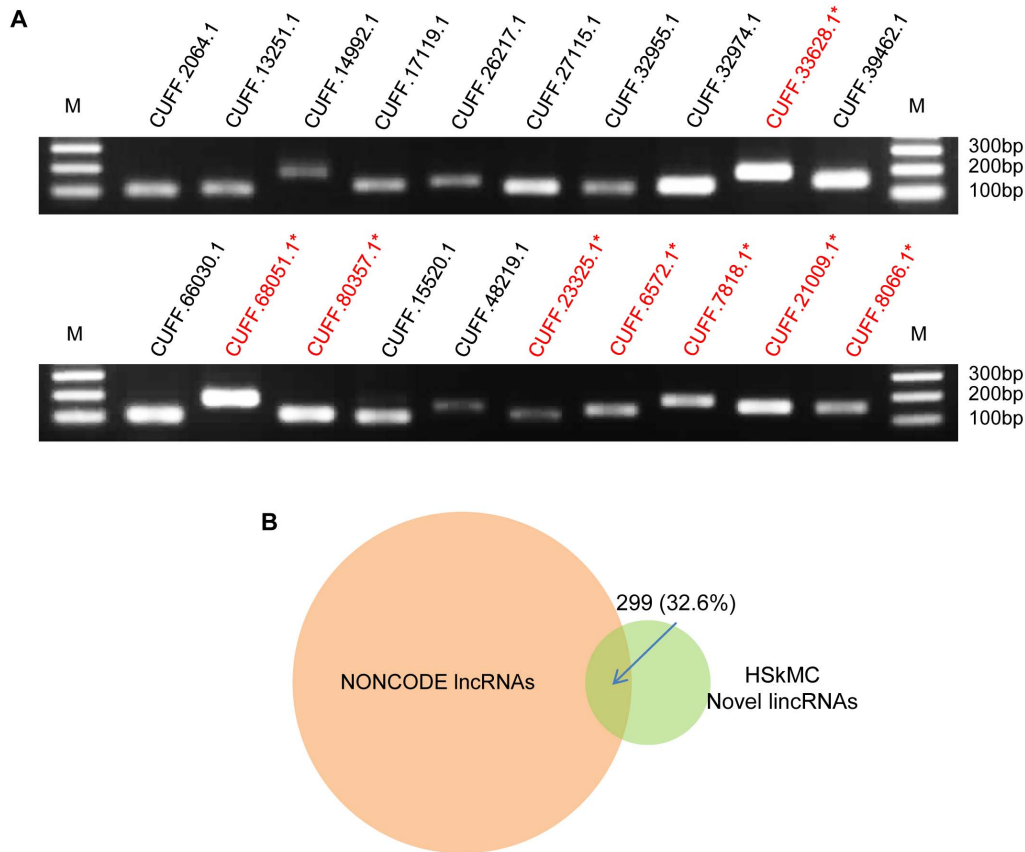 A
M
CUFF.2064.1
CUFF.13251.1
CUFF.14992.1
CUFF.17119.1
CUFF.26217.1
CUFF.27115.1
CUFF.32955.1
CUFF.32974.1
CUFF.33628.1*
CUFF.39462.1
M
300bp
200bp
100bp
M
CUFF.66030.1
CUFF.68051.1*
CUFF.80357.1*
CUFF.15520.1
CUFF.48219.1
CUFF.23325.1*
CUFF.6572.1*
CUFF.7818.1*
CUFF.21009.1*
CUFF.8066.1*
M
300bp
200bp
100bp
B
299 (32.6%)
NONCODE lncRNAs
HSkMC
Novel lincRNAs